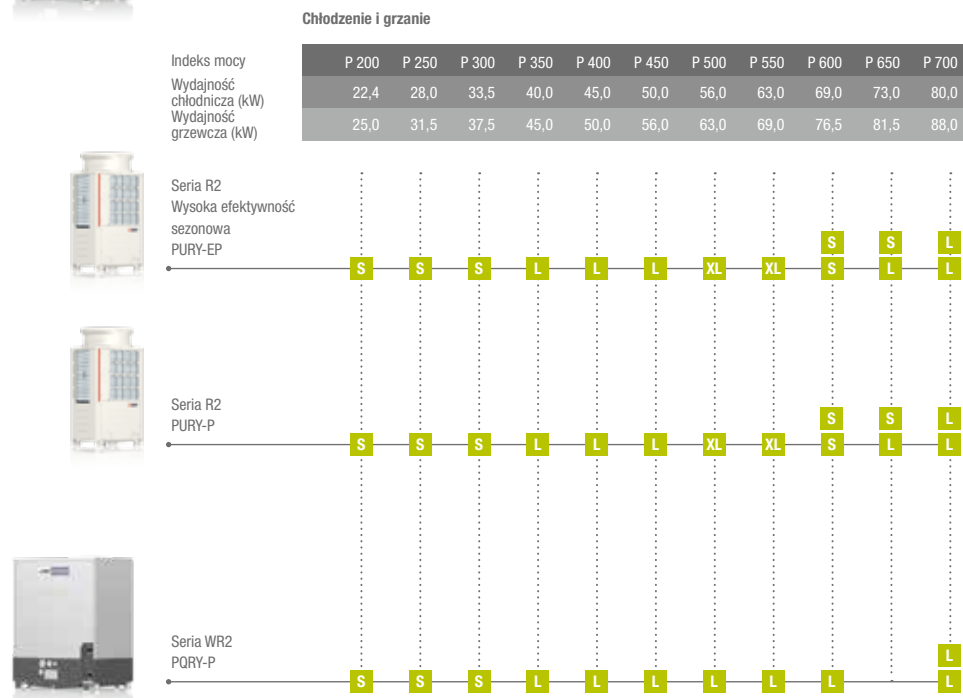 Chłodzenie i grzanie
Indeks mocy P 200 P 250 P 300 P 350 P 400 P 450 P 500 P 550 P 600 P 650 P 700
Wydajność
chłodnicza (kW) 22,4 28,0 33,5 40,0 45,0 50,0 56,0 63,0 69,0 73,0 80,0
Wydajność
grzewcza (kW) 25,0 31,5 37,5 45,0 50,0 56,0 63,0 69,0 76,5 81,5 88,0
Seria R2
Wysoka efektywność
sezonowa
PURY-EP
S S L
S S S L L L XL XL S L L
Seria R2
PURY-P
S S L
S S S L L L XL XL S L L
Seria WR2
PQRY-P
L
S S S L L L L L L L